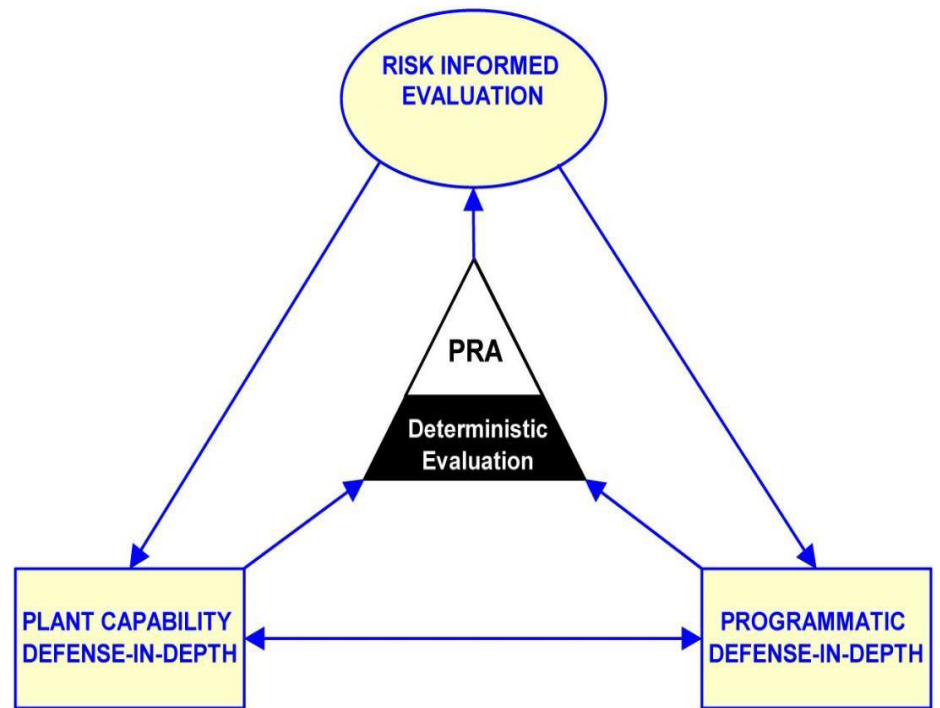 RISK INFORMED
EVALUATION
PRA
Deterministic
Evaluation
PLANT CAPABILITY
DEFENSE-IN-DEPTH
PROGRAMMATIC
DEFENSE-IN-DEPTH